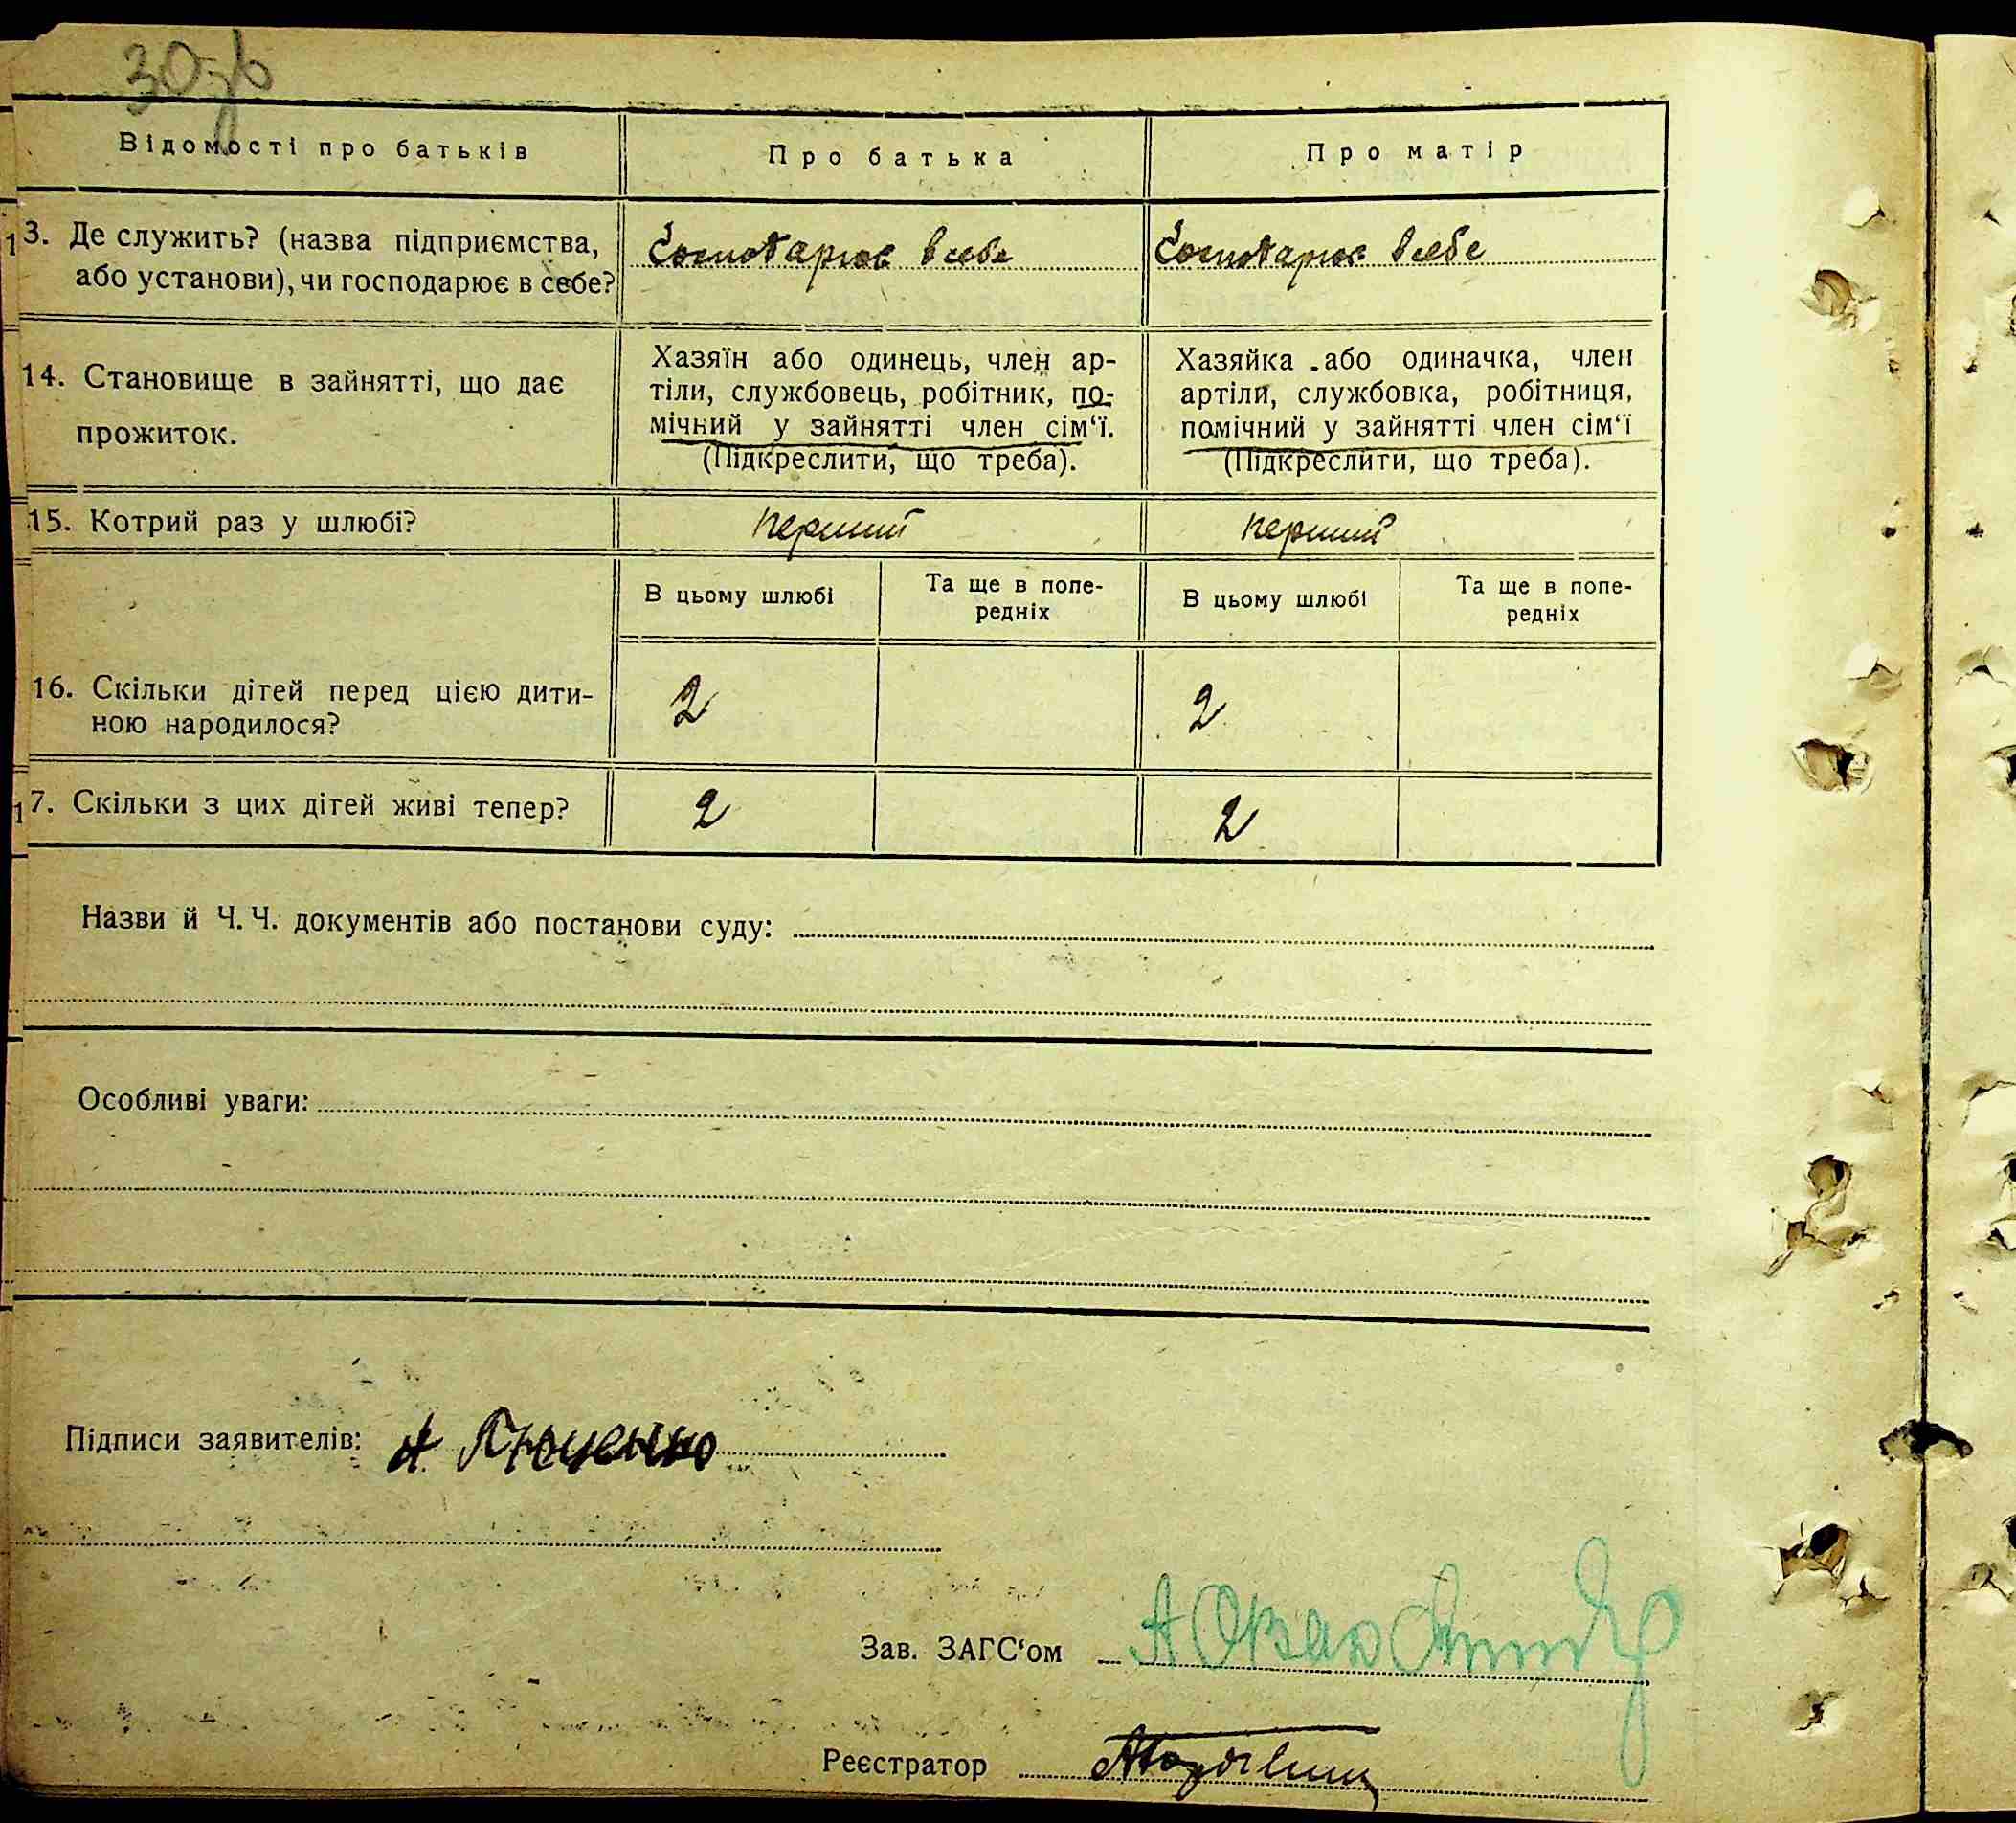 30зв
Відомості про батьків
Про батька
Про матір
13. Де служить? (назва підприємства,
або установи), чи господарює в себе?
Господарює в себе
Господарює в себе
14. Становище в зайнятті, що дає
прожиток.
Хазяїн або одинець, член ар-
тіли, службовець, робітник, по-
мічний у зайнятті член сім‘ї.
(Підкреслити, що треба).
Хазяйка або одиначка, член
артіли, службовка, робітниця,
помічний у зайнятті член сім‘ї
(Підкреслити, що треба).
15. Котрий раз у шлюбі?
перший
перший
В цьому шлюбі
Та ще в попе-
редніх
В цьому шлюбі
Та ще в попе-
редніх
16. Скільки дітей перед цією дити-
ною народилося?
2
2
17. Скільки з цих дітей живі тепер?
2
2
Назви й Ч. Ч. документів або постанови суду:
Особливі уваги:
Підписи заявителів:
Зав. ЗАГС‘ом
Реєстратор